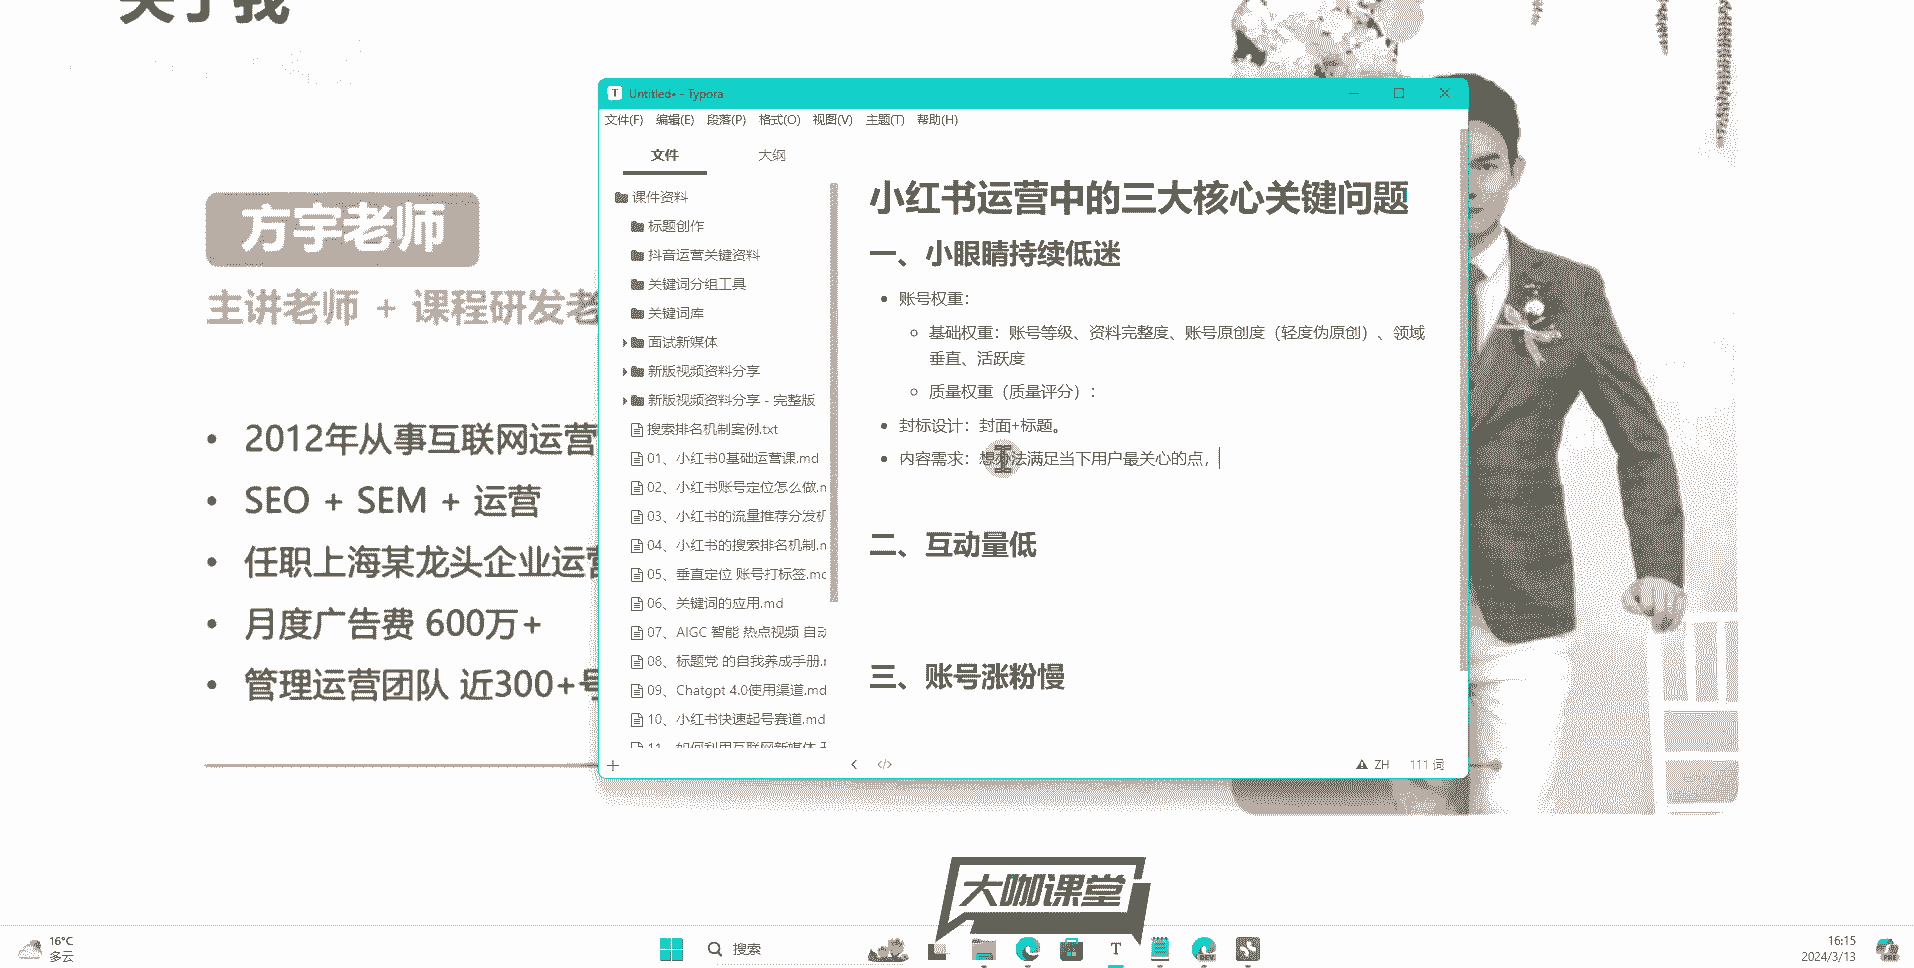 关于我
方宇老师
主讲老师 + 课程研发老
2012年从事互联网运营
SEO + SEM + 运营
任职上海某龙头企业运营
月度广告费 600万+
管理运营团队 近300+号
Untitled• - Typora
文件(F) 编辑(E) 段落(P) 格式(O) 视图(V) 主题(T) 帮助(H)
文件 大纲
课件资料
标题创作
抖音运营关键资料
关键词分组工具
关键词库
面试新媒体
新版视频资料分享
新版视频资料分享 - 完整版
搜索排名机制案例.txt
01、小红书0基础运营课.md
02、小红书账号定位怎么做.n
03、小红书的流量推荐分发机
04、小红书的搜索排名机制.n
05、垂直定位 账号打标签.mc
06、关键词的应用.md
07、AIGC 智能 热点视频 自动
08、标题党 的自我养成手册.r
09、Chatgpt 4.0使用渠道.md
10、小红书快速起号赛道.md
11、如何利用互联网新媒体
小红书运营中的三大核心关键问题
一、小眼睛持续低迷
账号权重：
基础权重：账号等级、资料完整度、账号原创度（轻度伪原创）、领域
垂直、活跃度
质量权重（质量评分）：
封标设计：封面+标题。
内容需求：想办法满足当下用户最关心的点，
二、互动量低
三、账号涨粉慢
ZH 111 词
大咖课堂
16°C
多云
搜索
T
DEV
16:15
2024/3/13
PRE